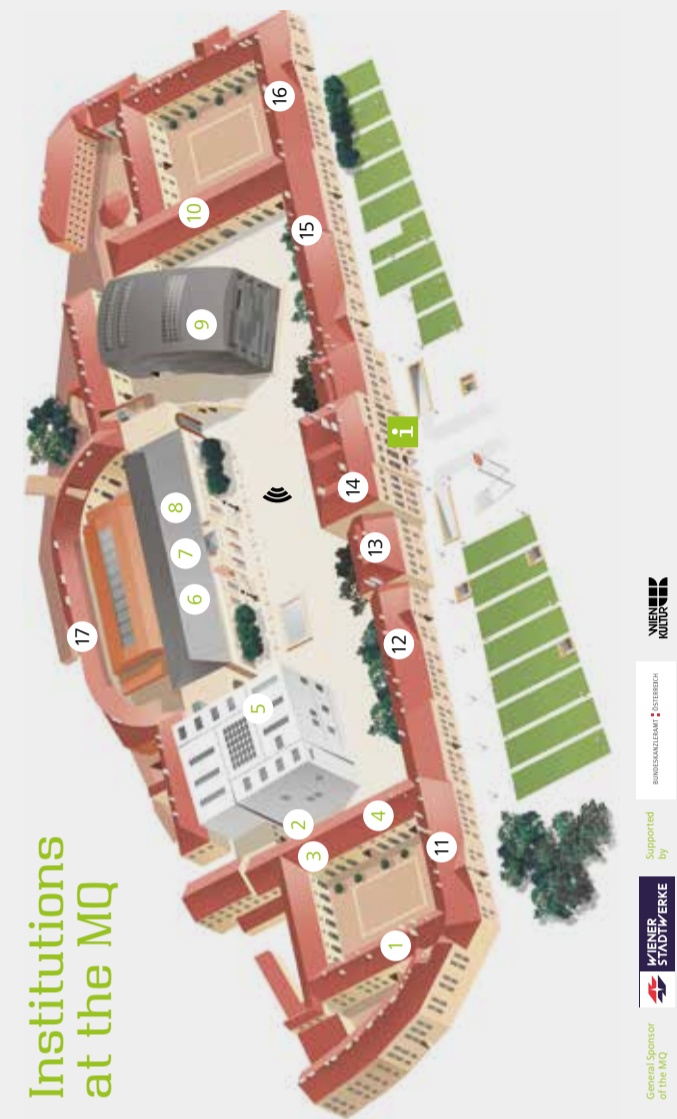 Institutions
at the MQ
1
2
3
4
5
6
7
8
9
10
11
12
13
14
15
16
17
i
General Sponsor
of the MQ
WIENER
STADTWERKE
Supported
by
BUNDESKANZLERAMT ÖSTERREICH
WIEN
KULTUR